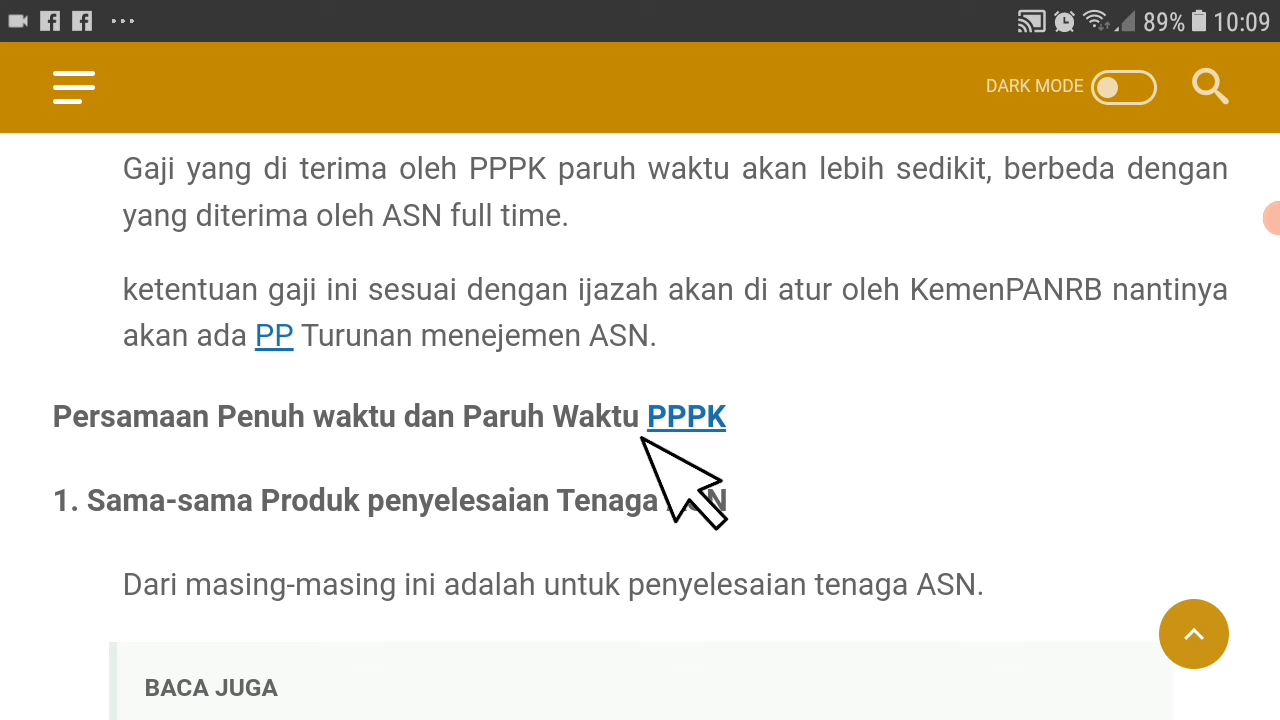 89% 10:09
DARK MODE
Gaji yang di terima oleh PPPK paruh waktu akan lebih sedikit, berbeda dengan
yang diterima oleh ASN full time.
ketentuan gaji ini sesuai dengan ijazah akan di atur oleh KemenPANRB nantinya
akan ada PP Turunan menejemen ASN.
Persamaan Penuh waktu dan Paruh Waktu PPPK
1. Sama-sama Produk penyelesaian Tenaga ASN
Dari masing-masing ini adalah untuk penyelesaian tenaga ASN.
BACA JUGA